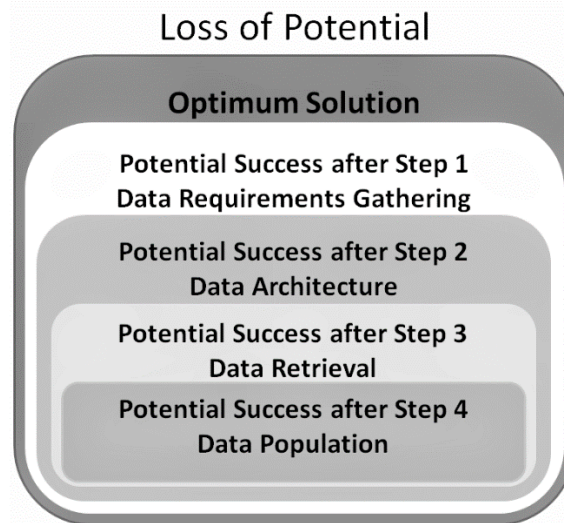 Loss of Potential
Optimum Solution
Potential Success after Step 1
Data Requirements Gathering
Potential Success after Step 2
Data Architecture
Potential Success after Step 3
Data Retrieval
Potential Success after Step 4
Data Population